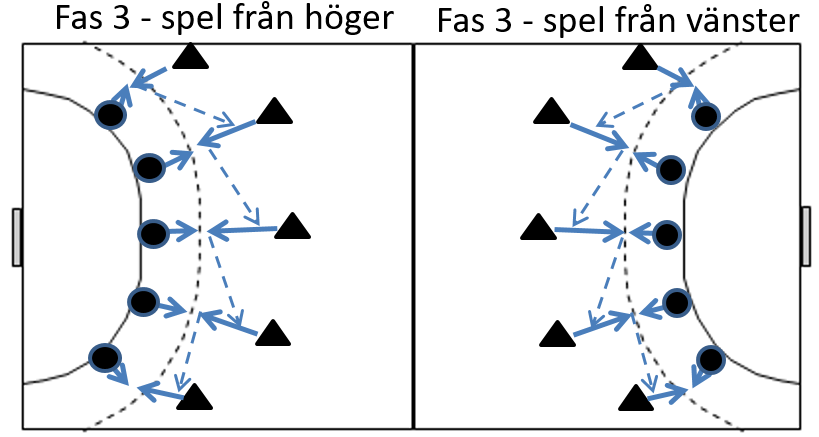 Fas 3 - spel från höger
Fas 3 - spel från vänster